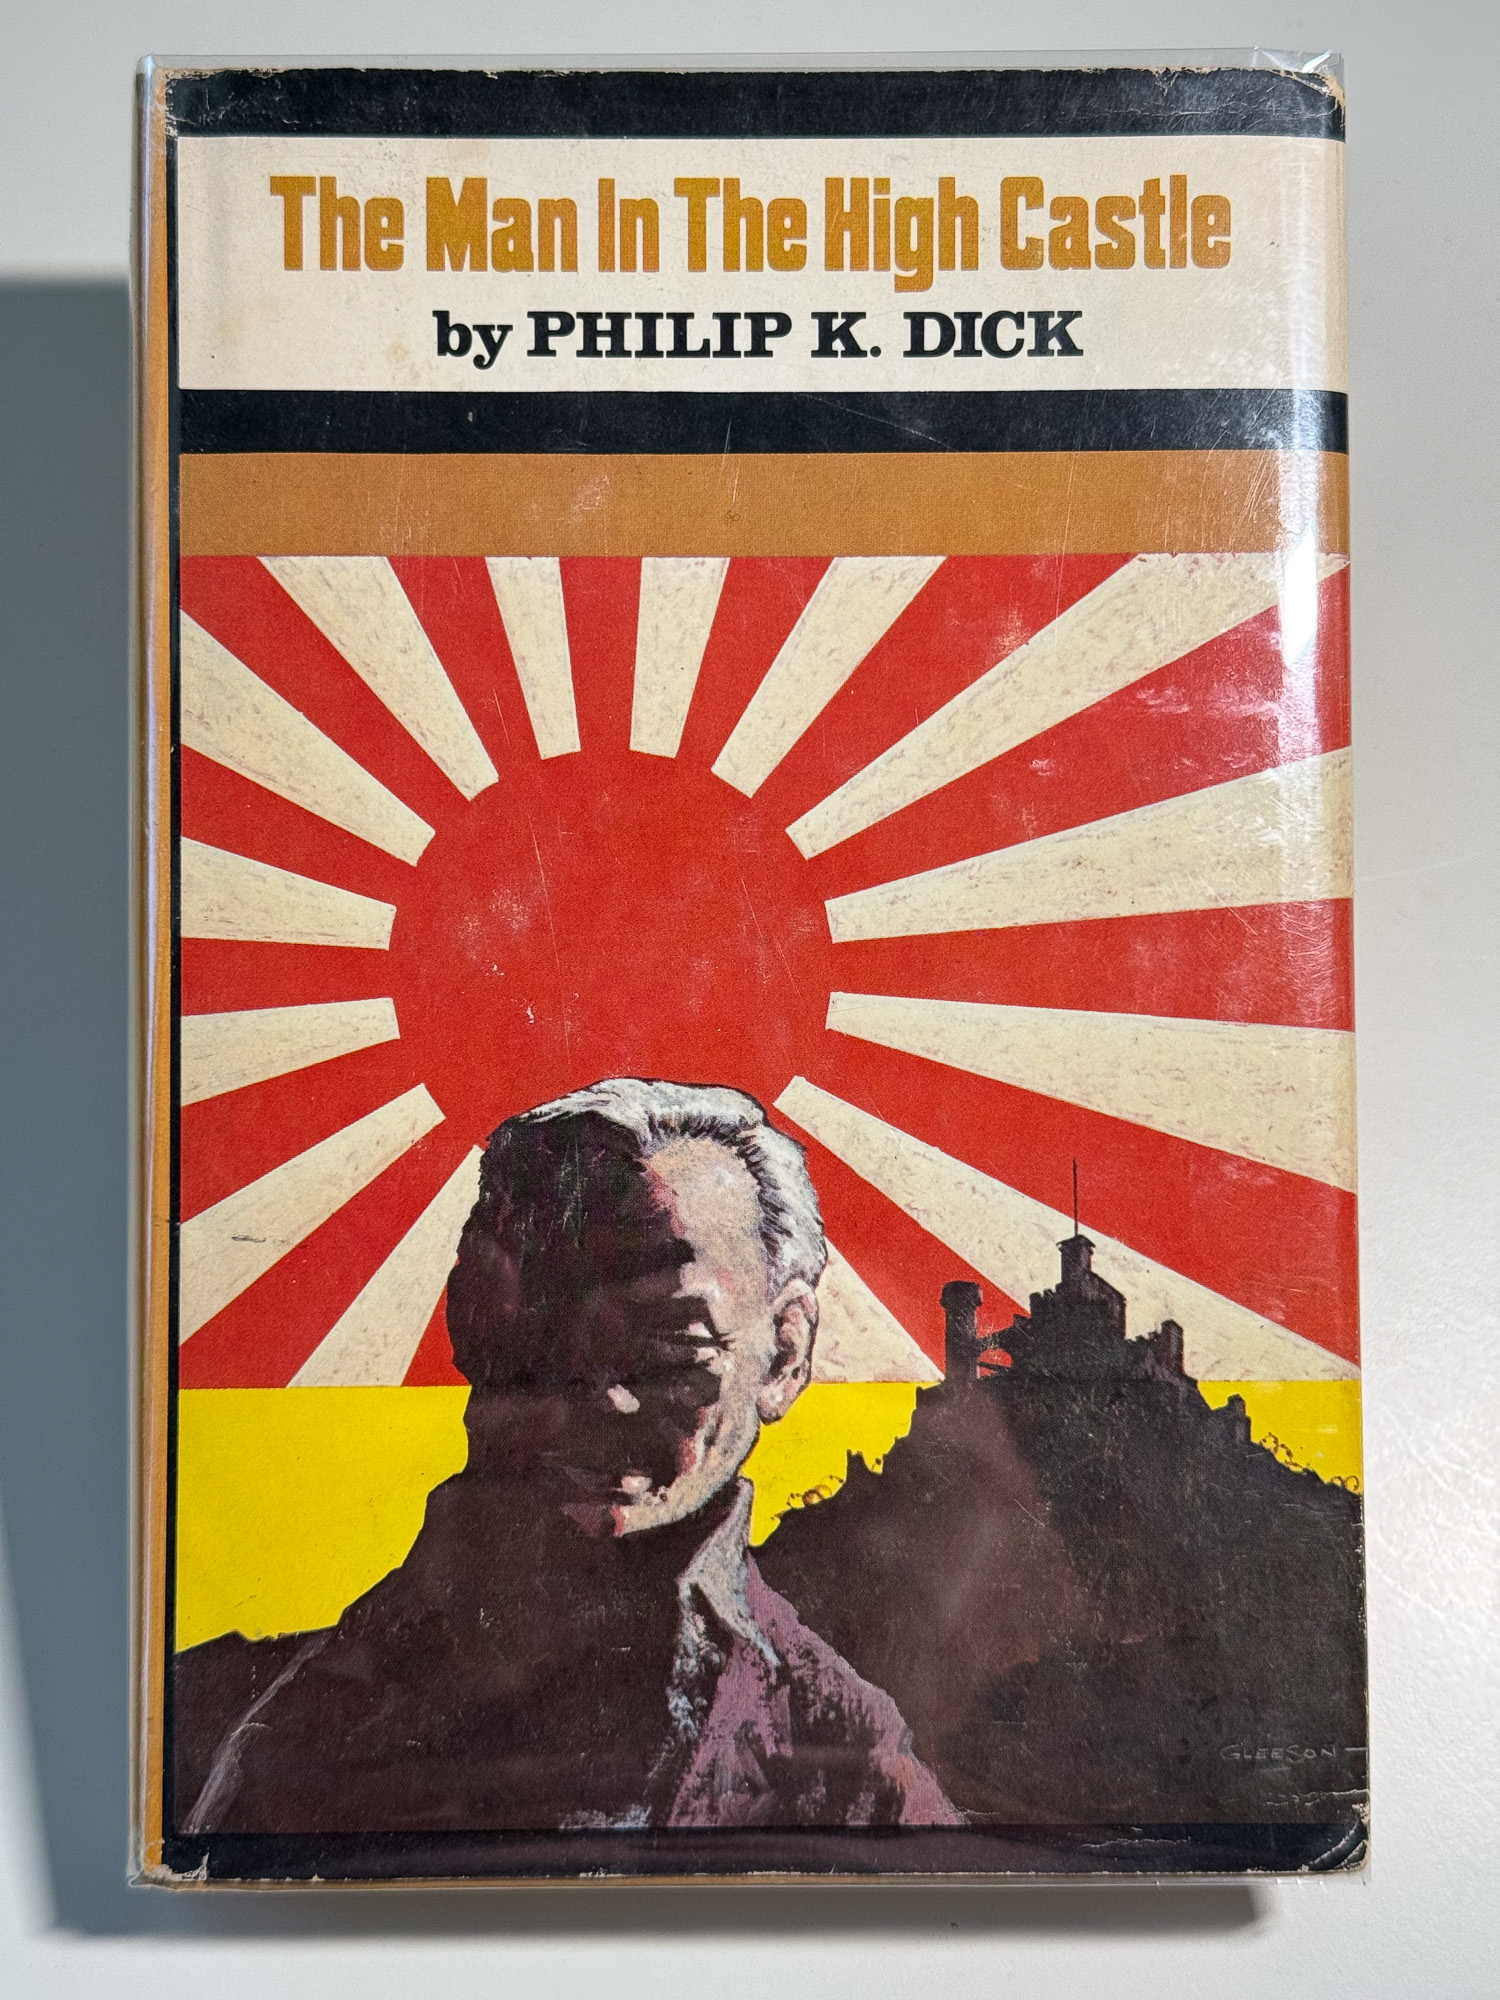 The Man In The High Castle
by PHILIP K. DICK
GLEESON